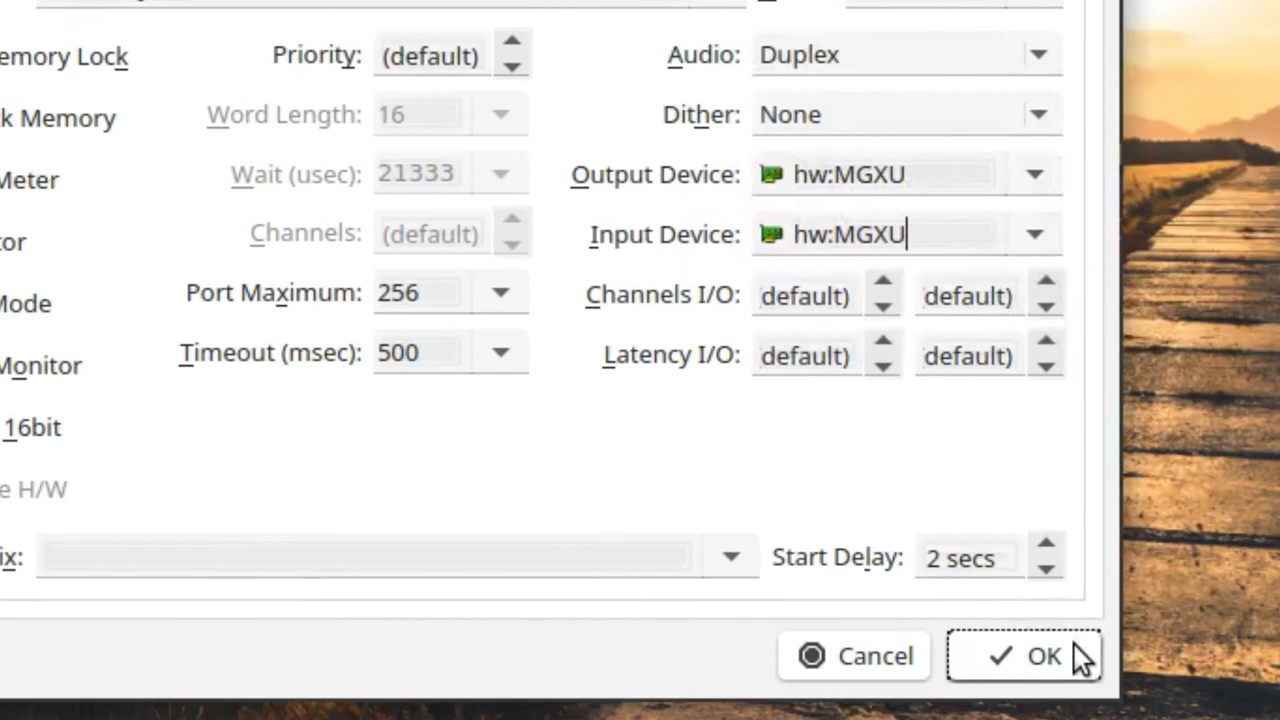 emory Lock Priority: (default) Audio: Duplex
k Memory Word Length: 16 Dither: None
Meter Wait (usec): 21333 Output Device: hw:MGXU
tor Channels: (default) Input Device: hw:MGXU
Mode Port Maximum: 256 Channels I/O: default) default)
Monitor Timeout (msec): 500 Latency I/O: default) default)
16bit
e H/W
ix: Start Delay: 2 secs
Cancel OK